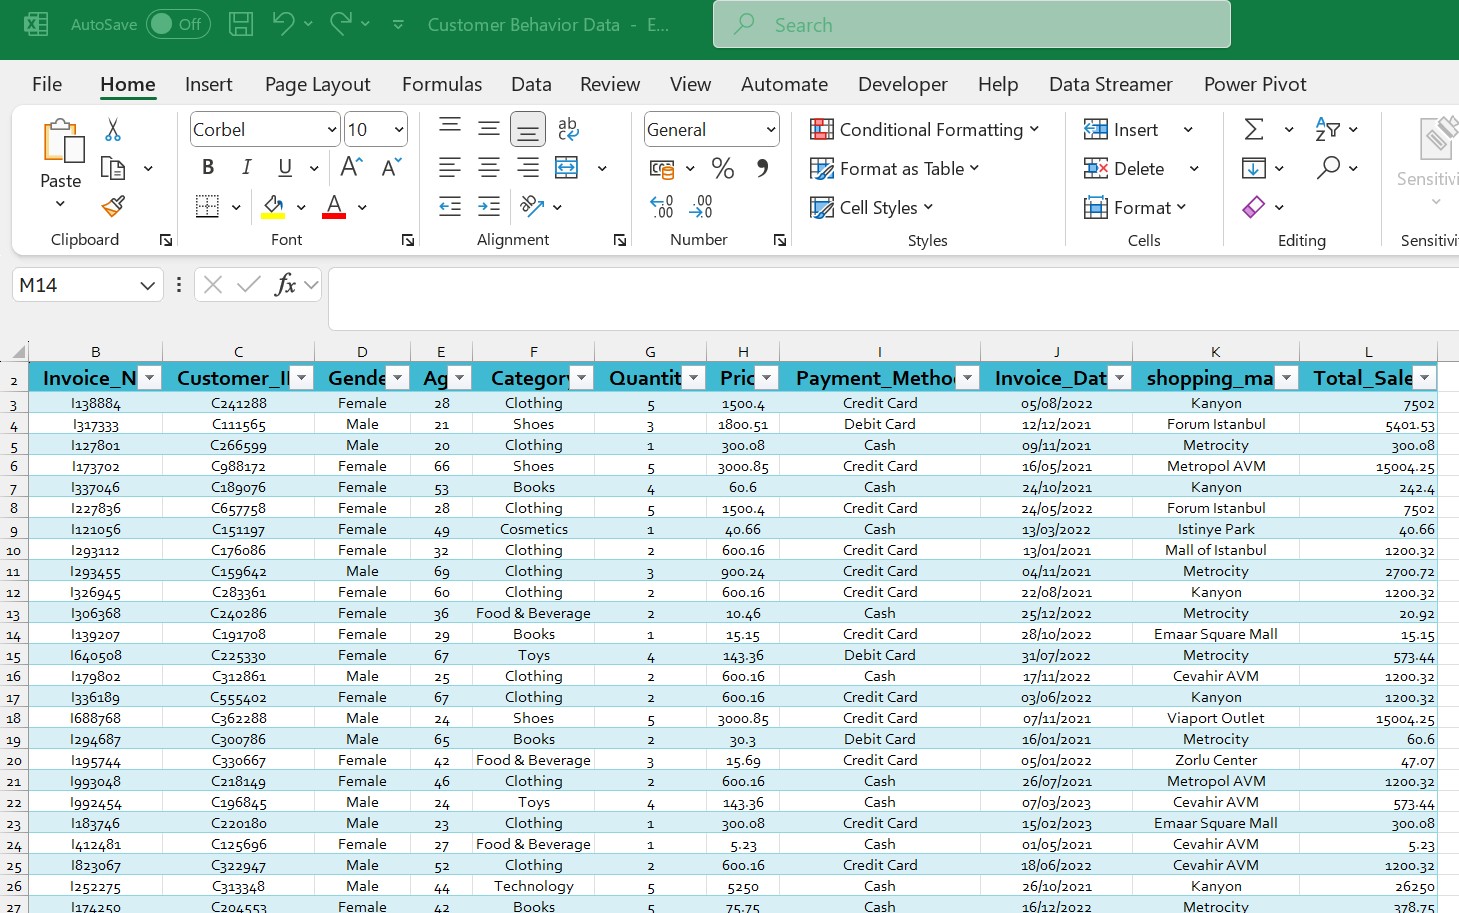 AutoSave Off Customer Behavior Data - E... Search
File Home Insert Page Layout Formulas Data Review View Automate Developer Help Data Streamer Power Pivot
Corbel 10 General Conditional Formatting Insert
Paste Format as Table Delete Sensitivi
Cell Styles Format
Clipboard Font Alignment Number Styles Cells Editing Sensitivi
M14 fx
B C D E F G H I J K L
2 Invoice_N Customer_I Gende Ag Categor Quantit Pric Payment_Metho Invoice_Dat shopping_ma Total_Sale
3 I138884 C241288 Female 28 Clothing 5 1500.4 Credit Card 05/08/2022 Kanyon 7502
4 I317333 C111565 Male 21 Shoes 3 1800.51 Debit Card 12/12/2021 Forum Istanbul 5401.53
5 I127801 C266599 Male 20 Clothing 1 300.08 Cash 09/11/2021 Metrocity 300.08
6 I173702 C988172 Female 66 Shoes 5 3000.85 Credit Card 16/05/2021 Metropol AVM 15004.25
7 I337046 C189076 Female 53 Books 4 60.6 Cash 24/10/2021 Kanyon 242.4
8 I227836 C657758 Female 28 Clothing 5 1500.4 Credit Card 24/05/2022 Forum Istanbul 7502
9 I121056 C151197 Female 49 Cosmetics 1 40.66 Cash 13/03/2022 Istinye Park 40.66
10 I293112 C176086 Female 32 Clothing 2 600.16 Credit Card 13/01/2021 Mall of Istanbul 1200.32
11 I293455 C159642 Male 69 Clothing 3 900.24 Credit Card 04/11/2021 Metrocity 2700.72
12 I326945 C283361 Female 60 Clothing 2 600.16 Credit Card 22/08/2021 Kanyon 1200.32
13 I306368 C240286 Female 36 Food & Beverage 2 10.46 Cash 25/12/2022 Metrocity 20.92
14 I139207 C191708 Female 29 Books 1 15.15 Credit Card 28/10/2022 Emaar Square Mall 15.15
15 I640508 C225330 Female 67 Toys 4 143.36 Debit Card 31/07/2022 Metrocity 573.44
16 I179802 C312861 Male 25 Clothing 2 600.16 Cash 17/11/2022 Cevahir AVM 1200.32
17 I336189 C555402 Female 67 Clothing 2 600.16 Credit Card 03/06/2022 Kanyon 1200.32
18 I688768 C362288 Male 24 Shoes 5 3000.85 Credit Card 07/11/2021 Viaport Outlet 15004.25
19 I294687 C300786 Male 65 Books 2 30.3 Debit Card 16/01/2021 Metrocity 60.6
20 I195744 C330667 Female 42 Food & Beverage 3 15.69 Credit Card 05/01/2022 Zorlu Center 47.07
21 I993048 C218149 Female 46 Clothing 2 600.16 Cash 26/07/2021 Metropol AVM 1200.32
22 I992454 C196845 Male 24 Toys 4 143.36 Cash 07/03/2023 Cevahir AVM 573.44
23 I183746 C220180 Male 23 Clothing 1 300.08 Credit Card 15/02/2023 Emaar Square Mall 300.08
24 I412481 C125696 Female 27 Food & Beverage 1 5.23 Cash 01/05/2021 Cevahir AVM 5.23
25 I823067 C322947 Male 52 Clothing 2 600.16 Credit Card 18/06/2022 Cevahir AVM 1200.32
26 I252275 C313348 Male 44 Technology 5 5250 Cash 26/10/2021 Kanyon 26250
27 I174250 C204553 Female 42 Books 5 75.75 Cash 16/12/2022 Metrocity 378.75